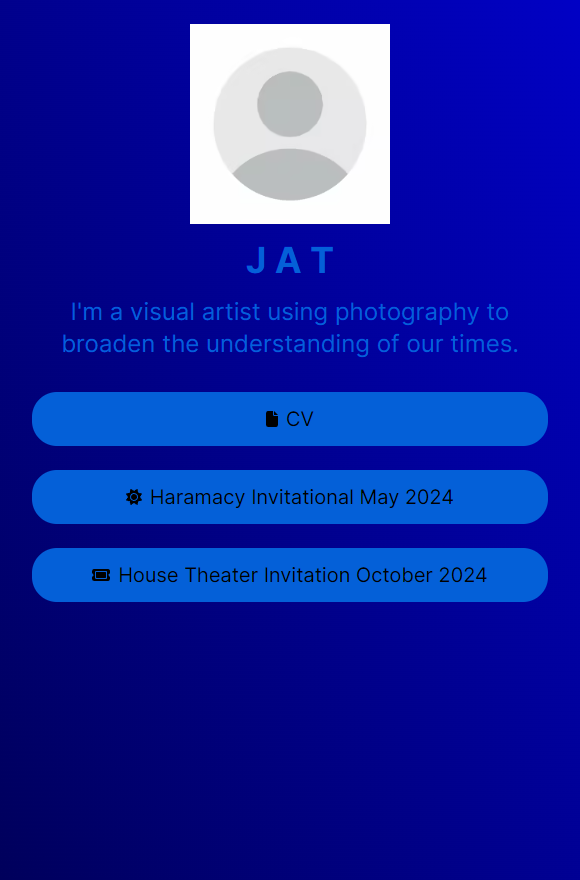 J A T
I'm a visual artist using photography to
broaden the understanding of our times.
CV
Haramacy Invitational May 2024
House Theater Invitation October 2024